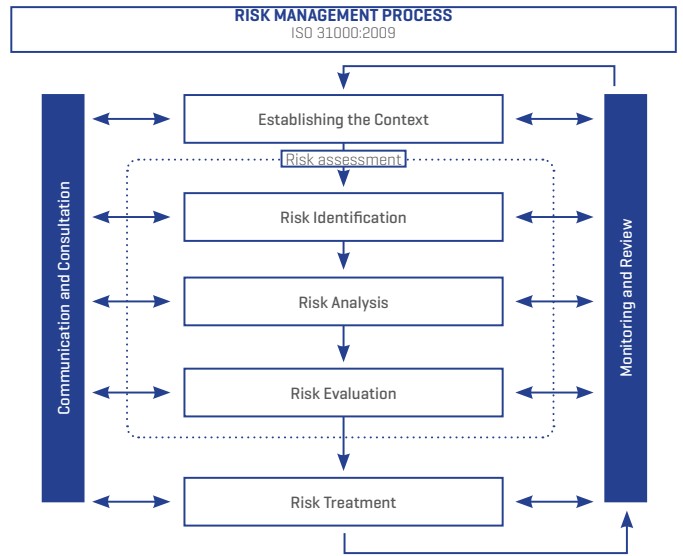 RISK MANAGEMENT PROCESS
ISO 31000:2009
Establishing the Context
Risk assessment
Risk Identification
Risk Analysis
Risk Evaluation
Risk Treatment
Communication and Consultation
Monitoring and Review